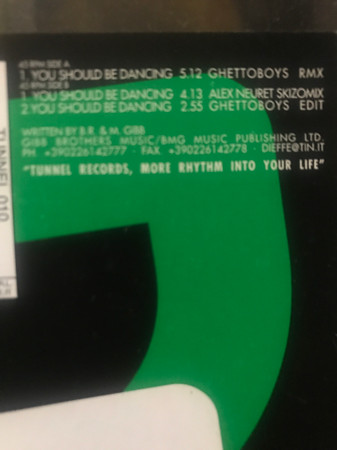 45 RPM SIDE A
1. YOU SHOULD BE DANCING 5.12 GHETTOBOYS RMX
45 RPM SIDE B
1. YOU SHOULD BE DANCING 4.13 ALEX NEURET SKIZOMIX
2. YOU SHOULD BE DANCING 2.55 GHETTOBOYS EDIT
WRITTEN BY B.R. & M. GIBB
GIBB BROTHERS MUSIC/BMG MUSIC PUBLISHING LTD.
PH. +390226142777 · FAX +390226142778 · DIEFFE@TIN.IT
"TUNNEL RECORDS, MORE RHYTHM INTO YOUR LIFE"
TUNNEL 010